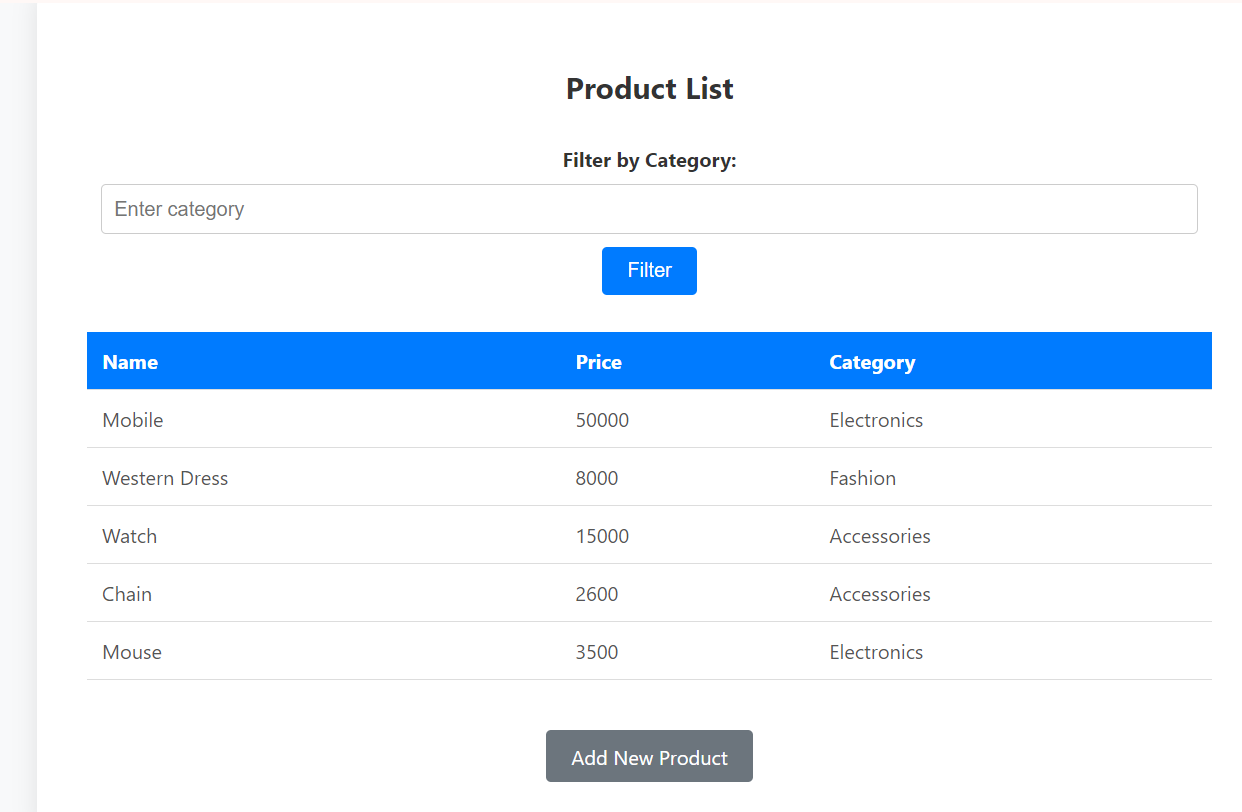 Product List
Filter by Category:
Enter category
Filter
Name Price Category
Mobile 50000 Electronics
Western Dress 8000 Fashion
Watch 15000 Accessories
Chain 2600 Accessories
Mouse 3500 Electronics
Add New Product